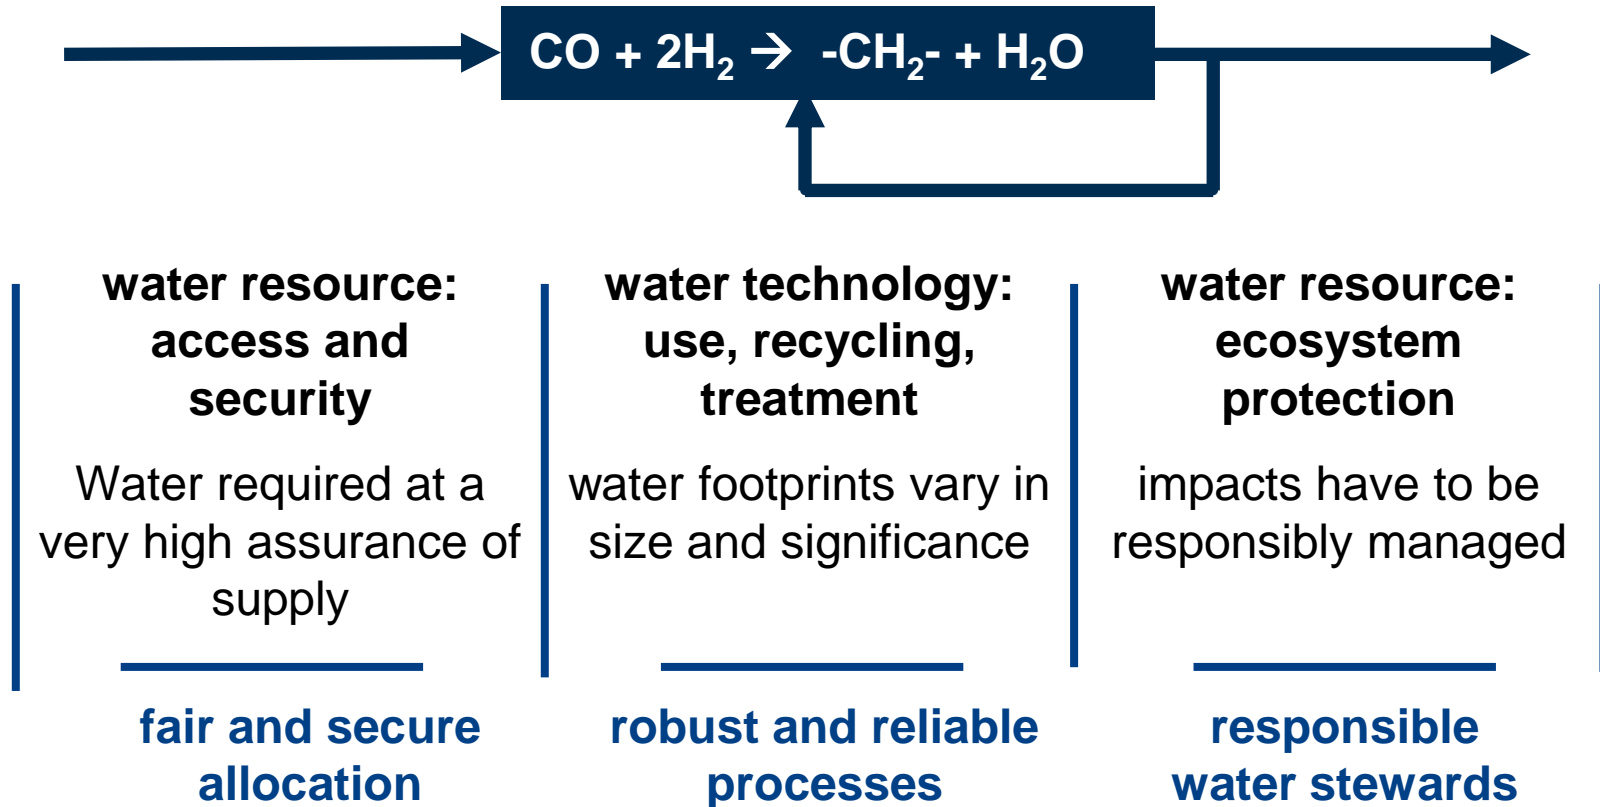 CO + 2H₂ → -CH₂- + H₂O
water resource:
access and
security
Water required at a
very high assurance of
supply
fair and secure
allocation
water technology:
use, recycling,
treatment
water footprints vary in
size and significance
robust and reliable
processes
water resource:
ecosystem
protection
impacts have to be
responsibly managed
responsible
water stewards